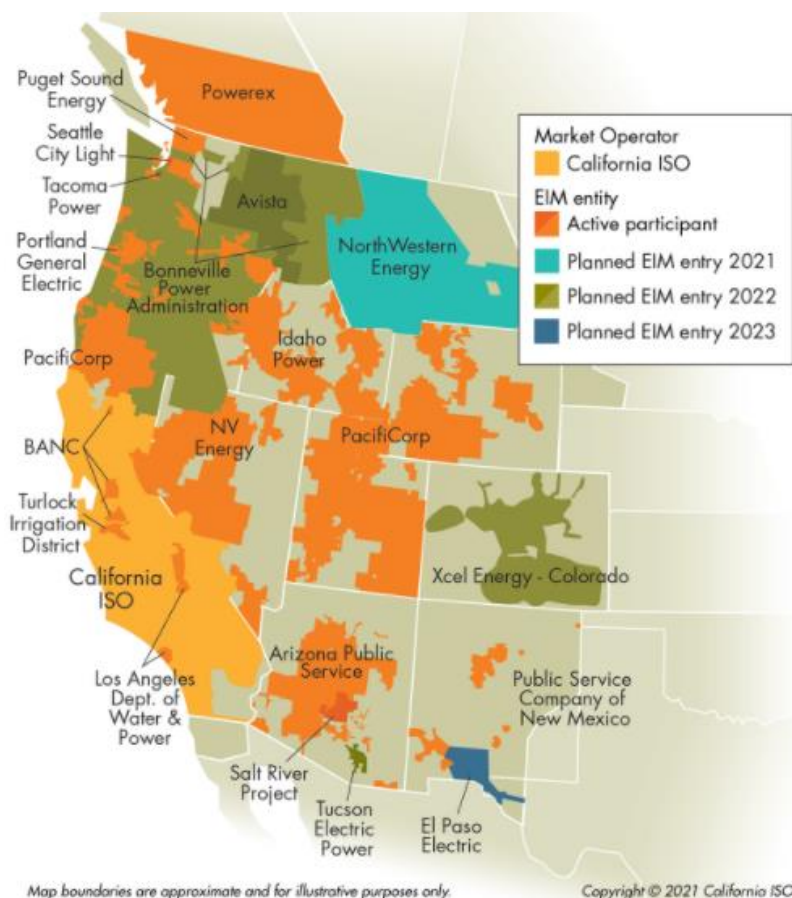 Powerex
Puget Sound
Energy
Seattle
City Light
Tacoma
Power
Avista
Portland
General
Electric
Bonneville
Power
Administration
NorthWestern
Energy
PacifiCorp
Idaho
Power
NV
Energy
PacifiCorp
BANC
Turlock
Irrigation
District
California
ISO
Xcel Energy - Colorado
Los Angeles
Dept. of
Water &
Power
Arizona Public
Service
Public Service
Company of
New Mexico
Salt River
Project
Tucson
Electric
Power
El Paso
Electric
Market Operator
California ISO
EIM entity
Active participant
Planned EIM entry 2021
Planned EIM entry 2022
Planned EIM entry 2023
Map boundaries are approximate and for illustrative purposes only.
Copyright © 2021 California ISO